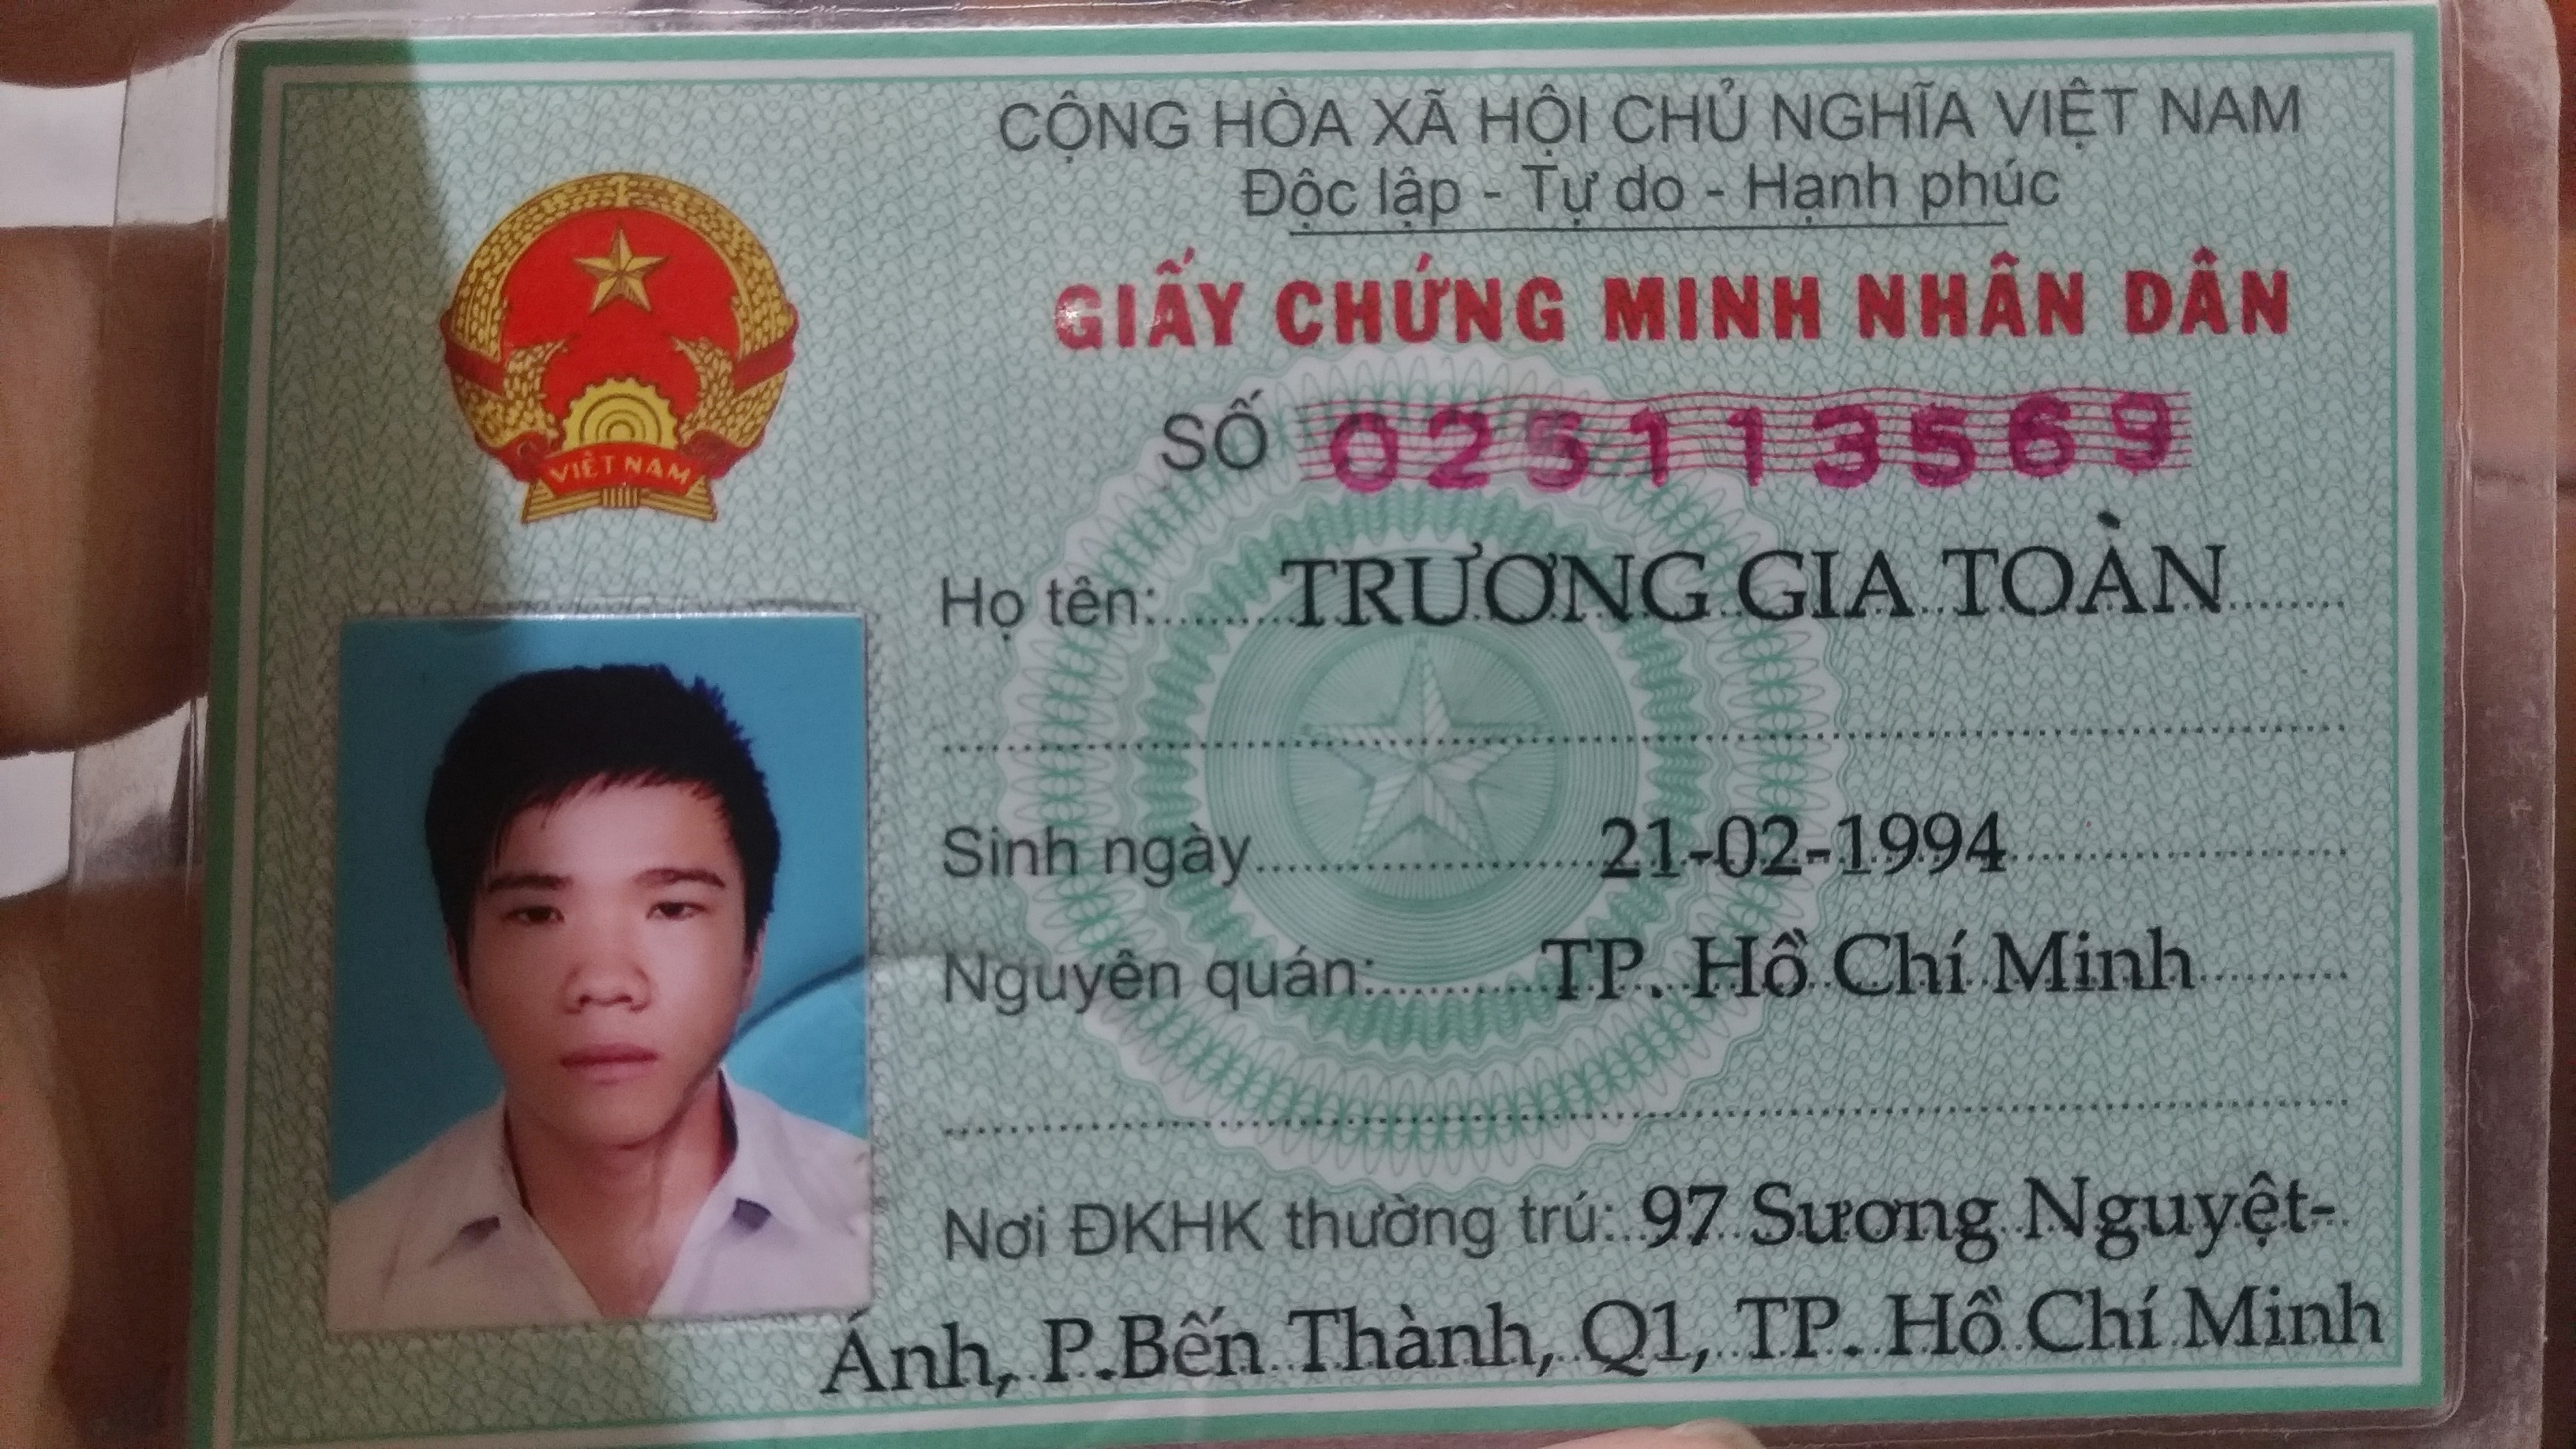 CỘNG HÒA XÃ HỘI CHỦ NGHĨA VIỆT NAM
Độc lập - Tự do - Hạnh phúc
GIẤY CHỨNG MINH NHÂN DÂN
SỐ 025113569
VIỆT NAM
Họ tên: TRƯƠNG GIA TOÀN
Sinh ngày 21-02-1994
Nguyên quán: TP. Hồ Chí Minh
Nơi ĐKHK thường trú: 97 Sương Nguyệt-
Ánh, P.Bến Thành, Q1, TP. Hồ Chí Minh